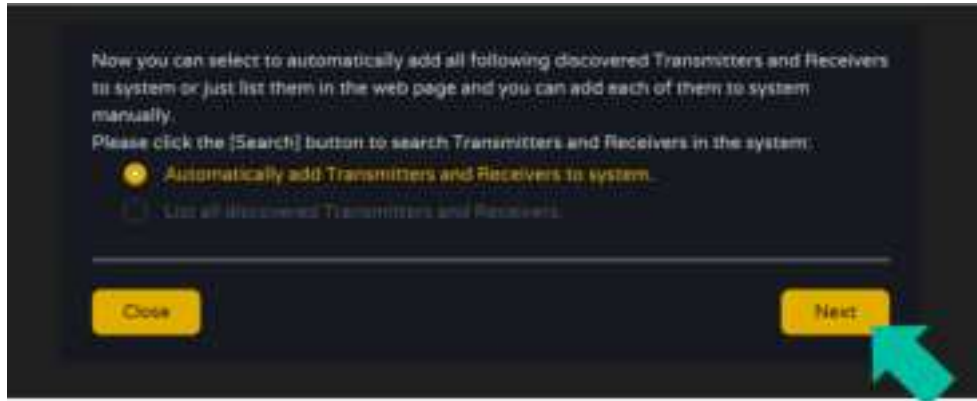 Now you can select to automatically add all following discovered Transmitters and Receivers
to system or just list them in the web page and you can add each of them to system
manually.
Please click the [Search] button to search Transmitters and Receivers in the system:
Automatically add Transmitters and Receivers to system.
List all discovered Transmitters and Receivers.
Close
Next